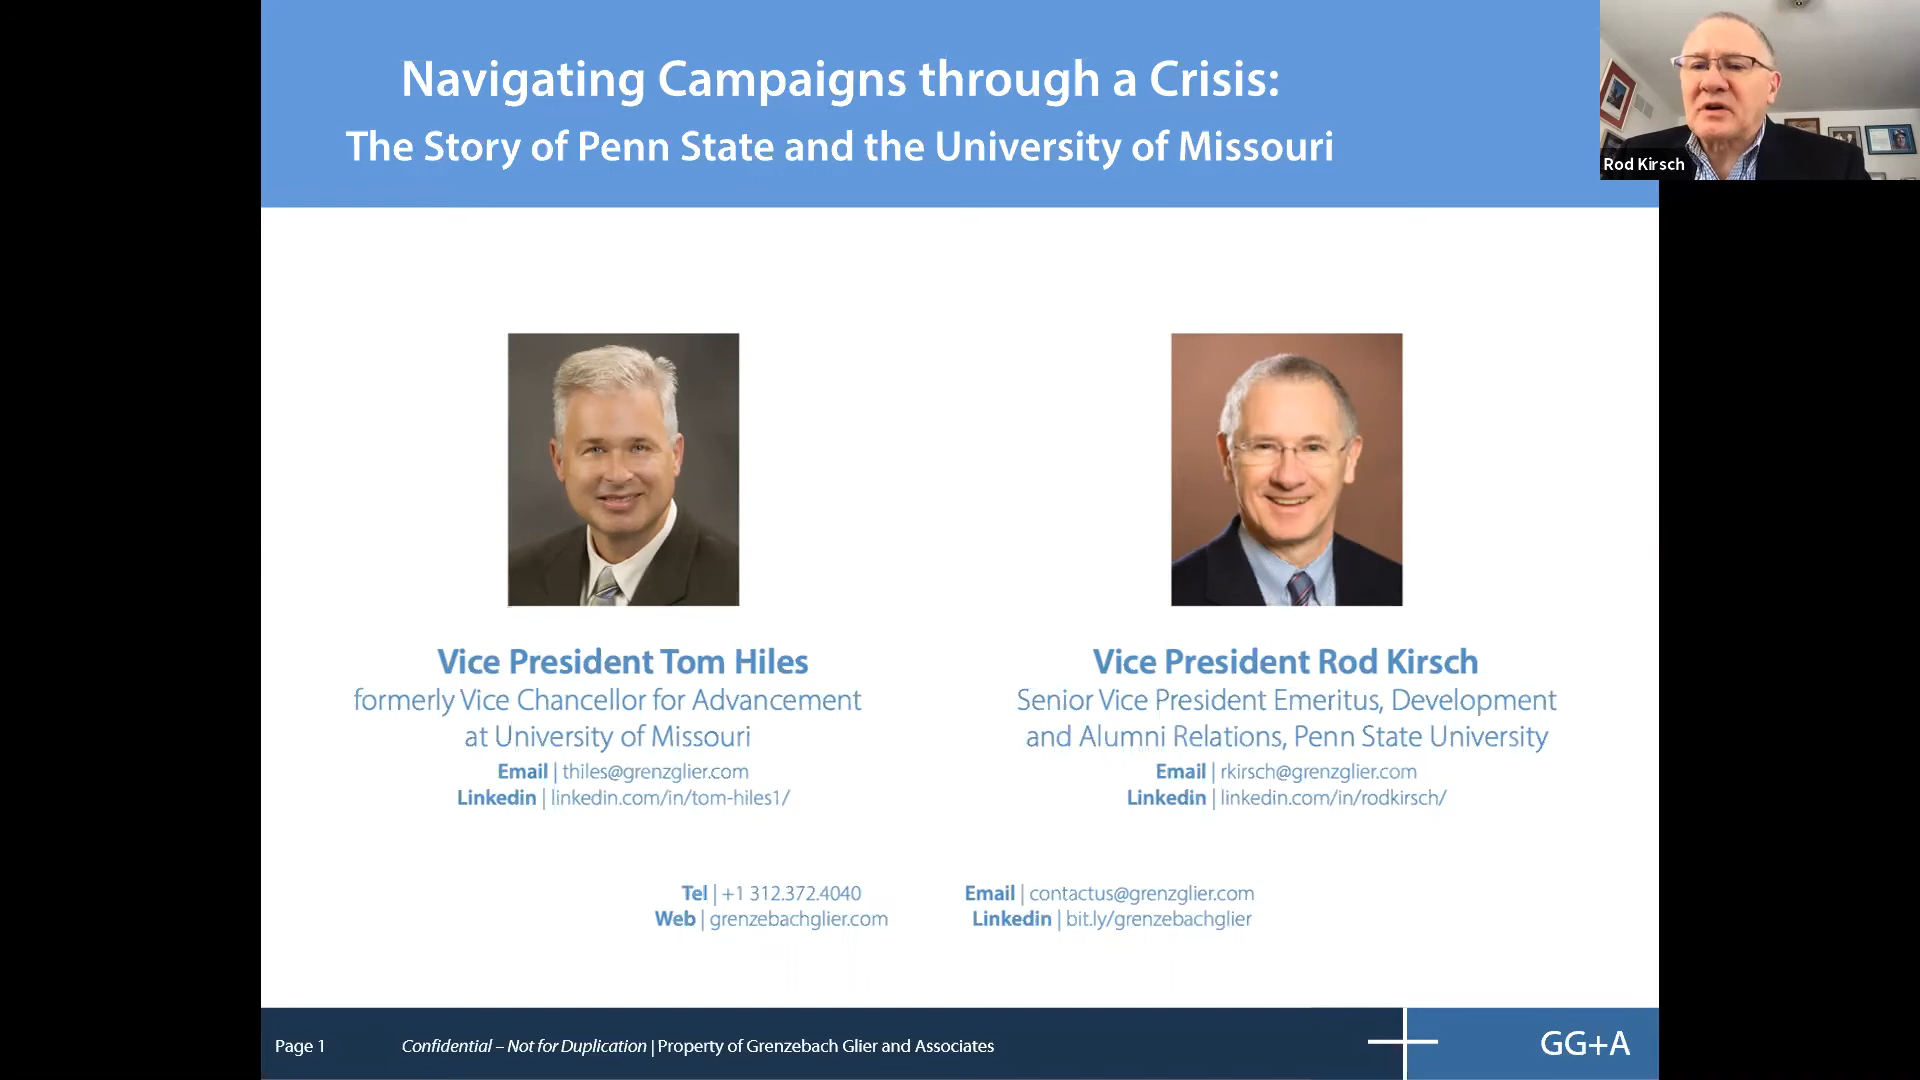 Navigating Campaigns through a Crisis:
The Story of Penn State and the University of Missouri
Rod Kirsch
Vice President Tom Hiles
formerly Vice Chancellor for Advancement
at University of Missouri
Email | thiles@grenzglier.com
Linkedin | linkedin.com/in/tom-hiles1/
Vice President Rod Kirsch
Senior Vice President Emeritus, Development
and Alumni Relations, Penn State University
Email | rkirsch@grenzglier.com
Linkedin | linkedin.com/in/rodkirsch/
Tel | +1 312.372.4040
Web | grenzebachglier.com
Email | contactus@grenzglier.com
Linkedin | bit.ly/grenzebachglier
Page 1
Confidential – Not for Duplication | Property of Grenzebach Glier and Associates
GG+A